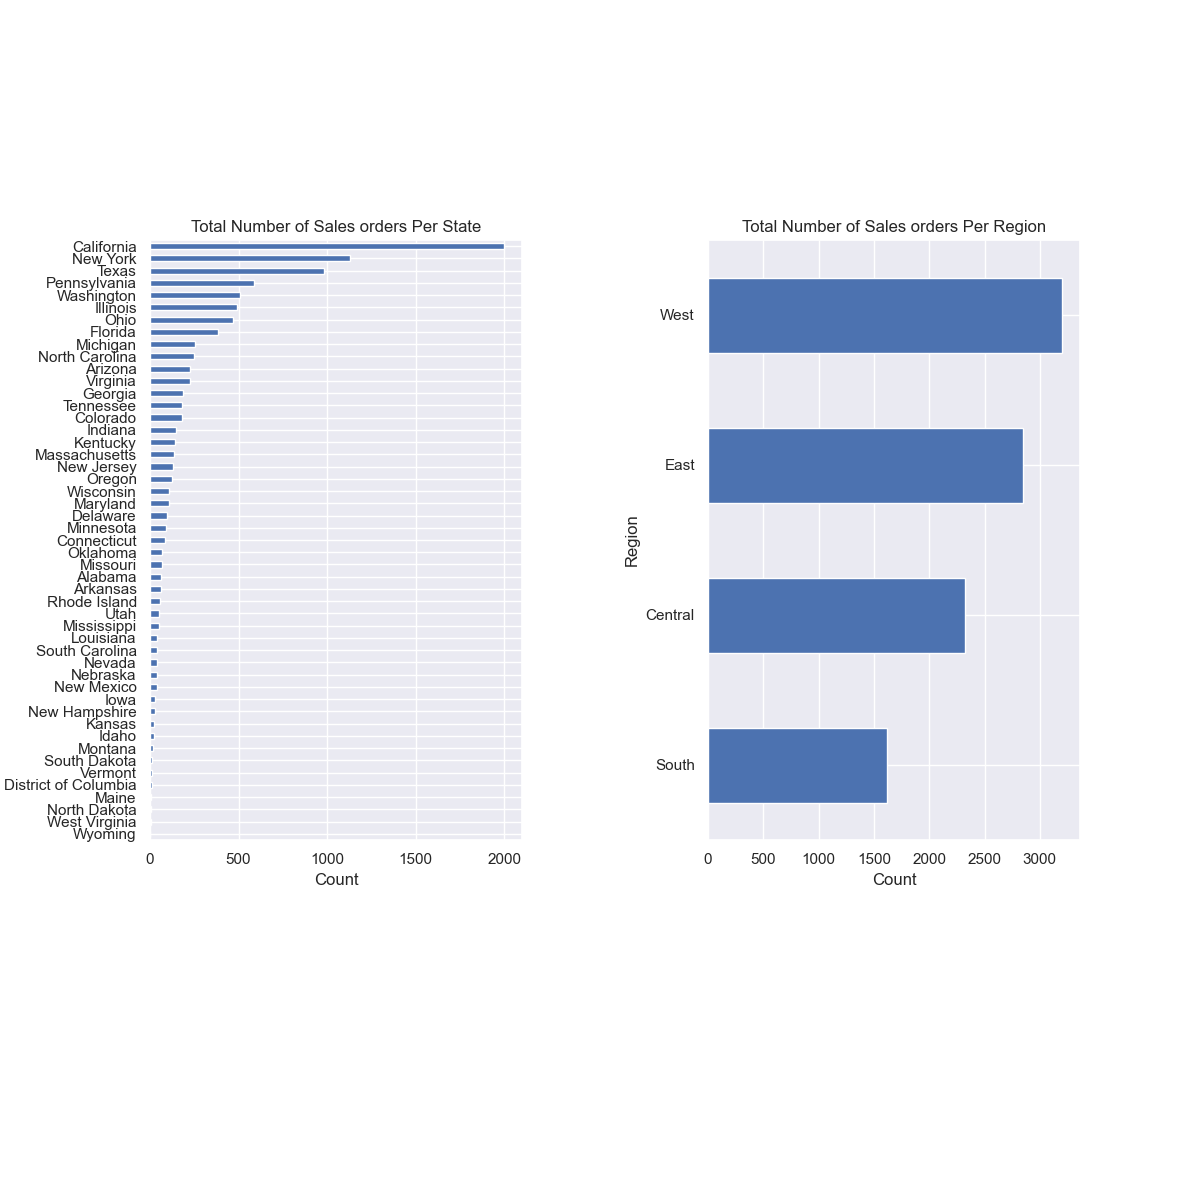 Total Number of Sales orders Per State
California
New York
Texas
Pennsylvania
Washington
Illinois
Ohio
Florida
Michigan
North Carolina
Arizona
Virginia
Georgia
Tennessee
Colorado
Indiana
Kentucky
Massachusetts
New Jersey
Oregon
Wisconsin
Maryland
Delaware
Minnesota
Connecticut
Oklahoma
Missouri
Alabama
Arkansas
Rhode Island
Utah
Mississippi
Louisiana
South Carolina
Nevada
Nebraska
New Mexico
Iowa
New Hampshire
Kansas
Idaho
Montana
South Dakota
Vermont
District of Columbia
Maine
North Dakota
West Virginia
Wyoming
0 500 1000 1500 2000
Count
Total Number of Sales orders Per Region
Region
West
East
Central
South
0 500 1000 1500 2000 2500 3000
Count